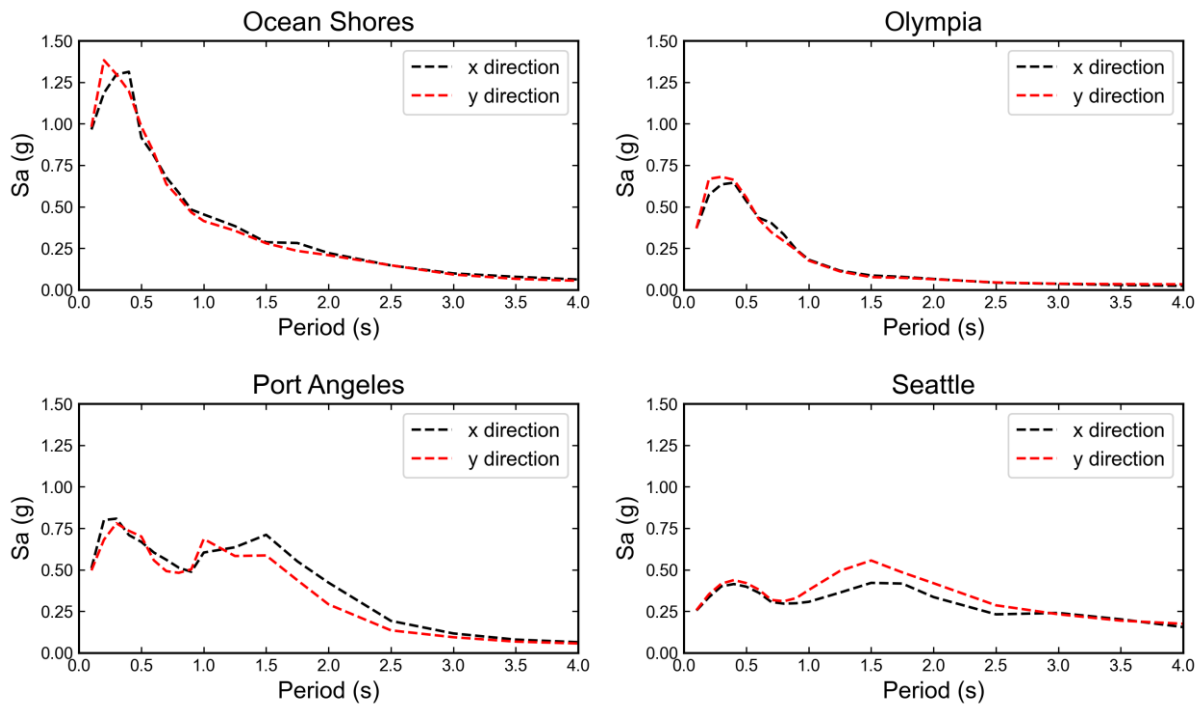 Ocean Shores
1.50
1.25
1.00
0.75
0.50
0.25
0.00
Sa (g)
x direction
y direction
0.0 0.5 1.0 1.5 2.0 2.5 3.0 3.5 4.0
Period (s)
Olympia
1.50
1.25
1.00
0.75
0.50
0.25
0.00
Sa (g)
x direction
y direction
0.0 0.5 1.0 1.5 2.0 2.5 3.0 3.5 4.0
Period (s)
Port Angeles
1.50
1.25
1.00
0.75
0.50
0.25
0.00
Sa (g)
x direction
y direction
0.0 0.5 1.0 1.5 2.0 2.5 3.0 3.5 4.0
Period (s)
Seattle
1.50
1.25
1.00
0.75
0.50
0.25
0.00
Sa (g)
x direction
y direction
0.0 0.5 1.0 1.5 2.0 2.5 3.0 3.5 4.0
Period (s)